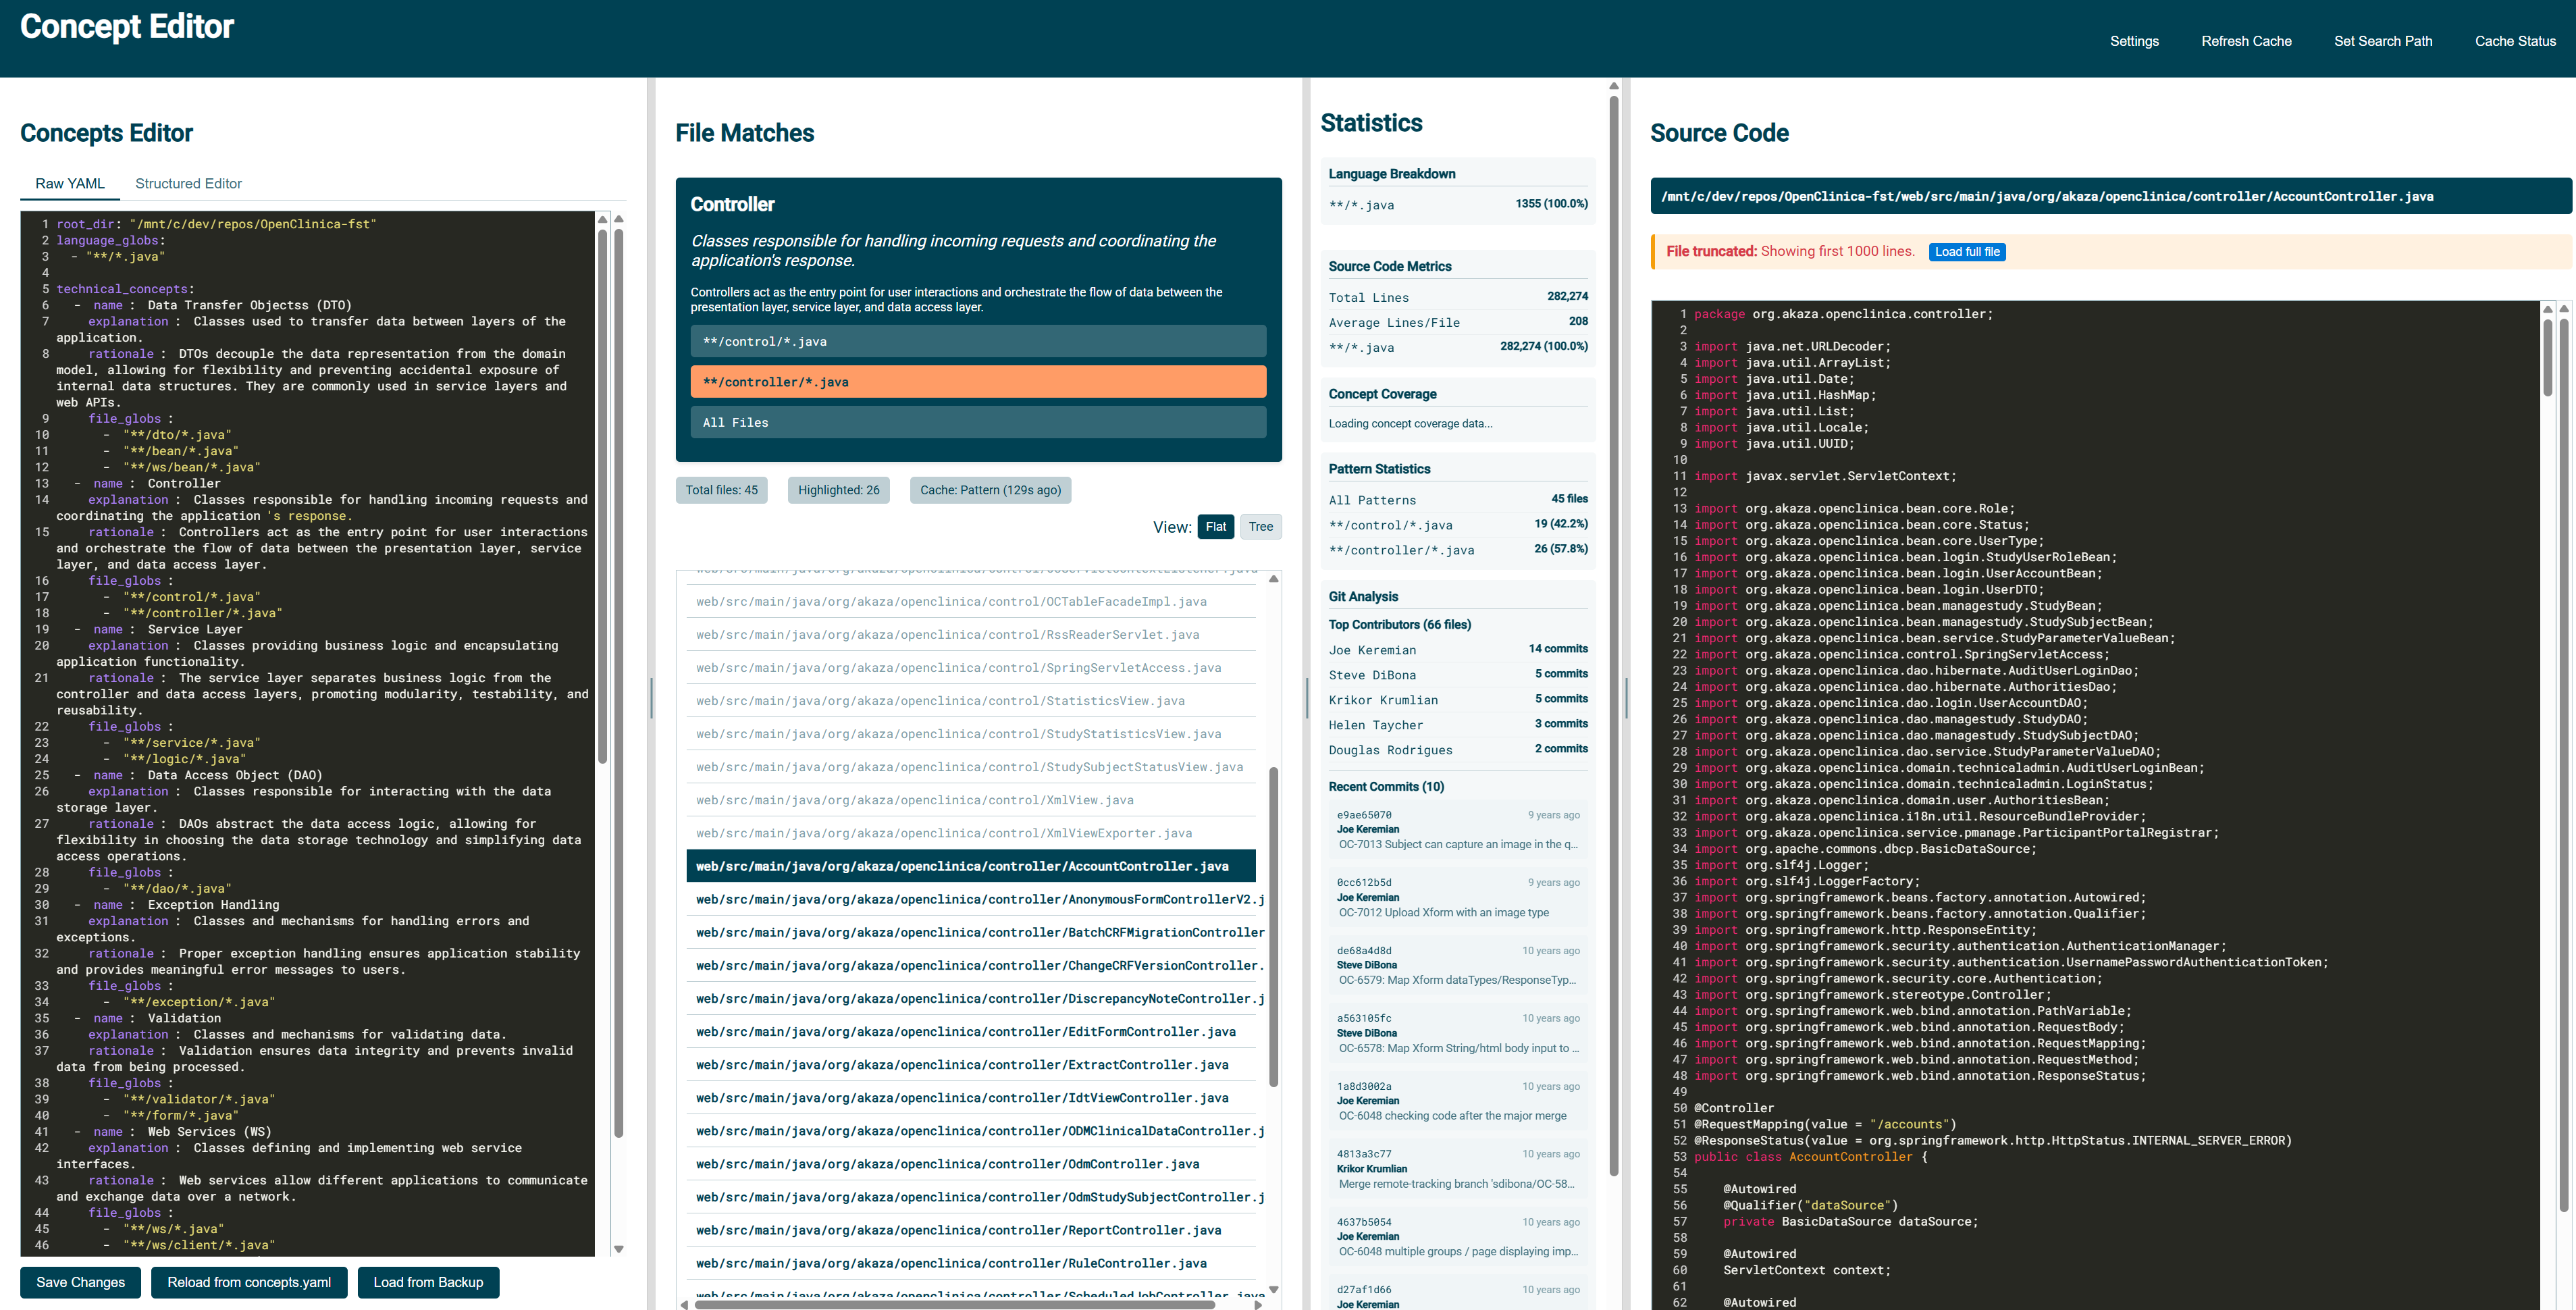 Concept Editor
Settings
Refresh Cache
Set Search Path
Cache Status
Concepts Editor
Raw YAML
Structured Editor
1 root_dir: "/mnt/c/dev/repos/OpenClinica-fst"
2 language_globs:
3 - "**/*.java"
4
5 technical_concepts:
6 - name : Data Transfer Objectss (DTO)
7 explanation : Classes used to transfer data between layers of the
application.
8 rationale : DTOs decouple the data representation from the domain
model, allowing for flexibility and preventing accidental exposure of
internal data structures. They are commonly used in service layers and
web APIs.
9 file_globs :
10 - "**/dto/*.java"
11 - "**/bean/*.java"
12 - "**/ws/bean/*.java"
13 - name : Controller
14 explanation : Classes responsible for handling incoming requests and
coordinating the application 's response.
15 rationale : Controllers act as the entry point for user interactions
and orchestrate the flow of data between the presentation layer, service
layer, and data access layer.
16 file_globs :
17 - "**/control/*.java"
18 - "**/controller/*.java"
19 - name : Service Layer
20 explanation : Classes providing business logic and encapsulating
application functionality.
21 rationale : The service layer separates business logic from the
controller and data access layers, promoting modularity, testability, and
reusability.
22 file_globs :
23 - "**/service/*.java"
24 - "**/logic/*.java"
25 - name : Data Access Object (DAO)
26 explanation : Classes responsible for interacting with the data
storage layer.
27 rationale : DAOs abstract the data access logic, allowing for
flexibility in choosing the data storage technology and simplifying data
access operations.
28 file_globs :
29 - "**/dao/*.java"
30 - name : Exception Handling
31 explanation : Classes and mechanisms for handling errors and
exceptions.
32 rationale : Proper exception handling ensures application stability
and provides meaningful error messages to users.
33 file_globs :
34 - "**/exception/*.java"
35 - name : Validation
36 explanation : Classes and mechanisms for validating data.
37 rationale : Validation ensures data integrity and prevents invalid
data from being processed.
38 file_globs :
39 - "**/validator/*.java"
40 - "**/form/*.java"
41 - name : Web Services (WS)
42 explanation : Classes defining and implementing web service
interfaces.
43 rationale : Web services allow different applications to communicate
and exchange data over a network.
44 file_globs :
45 - "**/ws/*.java"
46 - "**/ws/client/*.java"
Save Changes
Reload from concepts.yaml
Load from Backup
File Matches
Controller
Classes responsible for handling incoming requests and coordinating the
application's response.
Controllers act as the entry point for user interactions and orchestrate the flow of data between the
presentation layer, service layer, and data access layer.
**/control/*.java
**/controller/*.java
All Files
Total files: 45
Highlighted: 26
Cache: Pattern (129s ago)
View: Flat Tree
web/src/main/java/org/akaza/openclinica/control/OCTableFacadeImpl.java
web/src/main/java/org/akaza/openclinica/control/RssReaderServlet.java
web/src/main/java/org/akaza/openclinica/control/SpringServletAccess.java
web/src/main/java/org/akaza/openclinica/control/StatisticsView.java
web/src/main/java/org/akaza/openclinica/control/StudyStatisticsView.java
web/src/main/java/org/akaza/openclinica/control/StudySubjectStatusView.java
web/src/main/java/org/akaza/openclinica/control/XmlView.java
web/src/main/java/org/akaza/openclinica/control/XmlViewExporter.java
web/src/main/java/org/akaza/openclinica/controller/AccountController.java
web/src/main/java/org/akaza/openclinica/controller/AnonymousFormControllerV2.j
web/src/main/java/org/akaza/openclinica/controller/BatchCRFMigrationController
web/src/main/java/org/akaza/openclinica/controller/ChangeCRFVersionController.
web/src/main/java/org/akaza/openclinica/controller/DiscrepancyNoteController.j
web/src/main/java/org/akaza/openclinica/controller/EditFormController.java
web/src/main/java/org/akaza/openclinica/controller/ExtractController.java
web/src/main/java/org/akaza/openclinica/controller/IdtViewController.java
web/src/main/java/org/akaza/openclinica/controller/ODMClinicalDataController.j
web/src/main/java/org/akaza/openclinica/controller/OdmController.java
web/src/main/java/org/akaza/openclinica/controller/OdmStudySubjectController.j
web/src/main/java/org/akaza/openclinica/controller/ReportController.java
web/src/main/java/org/akaza/openclinica/controller/RuleController.java
web/src/main/java/org/akaza/openclinica/controller/ScheduledJobController.java
Statistics
Language Breakdown
**/*.java 1355 (100.0%)
Source Code Metrics
Total Lines 282,274
Average Lines/File 208
**/*.java 282,274 (100.0%)
Concept Coverage
Loading concept coverage data...
Pattern Statistics
All Patterns 45 files
**/control/*.java 19 (42.2%)
**/controller/*.java 26 (57.8%)
Git Analysis
Top Contributors (66 files)
Joe Keremian 14 commits
Steve DiBona 5 commits
Krikor Krumlian 5 commits
Helen Taycher 3 commits
Douglas Rodrigues 2 commits
Recent Commits (10)
e9ae65070 9 years ago
Joe Keremian
OC-7013 Subject can capture an image in the q...
0cc612b5d 9 years ago
Joe Keremian
OC-7012 Upload Xform with an image type
de68a4d8d 10 years ago
Steve DiBona
OC-6579: Map Xform dataTypes/ResponseTyp...
a563105fc 10 years ago
Steve DiBona
OC-6578: Map Xform String/html body input to ...
1a8d3002a 10 years ago
Joe Keremian
OC-6048 checking code after the major merge
4813a3c77 10 years ago
Krikor Krumlian
Merge remote-tracking branch 'sdibona/OC-58...
4637b5054 10 years ago
Joe Keremian
OC-6048 multiple groups / page displaying imp...
d27af1d66 10 years ago
Joe Keremian
Source Code
/mnt/c/dev/repos/OpenClinica-fst/web/src/main/java/org/akaza/openclinica/controller/AccountController.java
File truncated: Showing first 1000 lines. Load full file
1 package org.akaza.openclinica.controller;
2
3 import java.net.URLDecoder;
4 import java.util.ArrayList;
5 import java.util.Date;
6 import java.util.HashMap;
7 import java.util.List;
8 import java.util.Locale;
9 import java.util.UUID;
10
11 import javax.servlet.ServletContext;
12
13 import org.akaza.openclinica.bean.core.Role;
14 import org.akaza.openclinica.bean.core.Status;
15 import org.akaza.openclinica.bean.core.UserType;
16 import org.akaza.openclinica.bean.login.StudyUserRoleBean;
17 import org.akaza.openclinica.bean.login.UserAccountBean;
18 import org.akaza.openclinica.bean.login.UserDTO;
19 import org.akaza.openclinica.bean.managestudy.StudyBean;
20 import org.akaza.openclinica.bean.managestudy.StudySubjectBean;
21 import org.akaza.openclinica.bean.service.StudyParameterValueBean;
22 import org.akaza.openclinica.control.SpringServletAccess;
23 import org.akaza.openclinica.dao.hibernate.AuditUserLoginDao;
24 import org.akaza.openclinica.dao.hibernate.AuthoritiesDao;
25 import org.akaza.openclinica.dao.login.UserAccountDAO;
26 import org.akaza.openclinica.dao.managestudy.StudyDAO;
27 import org.akaza.openclinica.dao.managestudy.StudySubjectDAO;
28 import org.akaza.openclinica.dao.service.StudyParameterValueDAO;
29 import org.akaza.openclinica.domain.technicaladmin.AuditUserLoginBean;
30 import org.akaza.openclinica.domain.technicaladmin.LoginStatus;
31 import org.akaza.openclinica.domain.user.AuthoritiesBean;
32 import org.akaza.openclinica.i18n.util.ResourceBundleProvider;
33 import org.akaza.openclinica.service.pmanage.ParticipantPortalRegistrar;
34 import org.apache.commons.dbcp.BasicDataSource;
35 import org.slf4j.Logger;
36 import org.slf4j.LoggerFactory;
37 import org.springframework.beans.factory.annotation.Autowired;
38 import org.springframework.beans.factory.annotation.Qualifier;
39 import org.springframework.http.ResponseEntity;
40 import org.springframework.security.authentication.AuthenticationManager;
41 import org.springframework.security.authentication.UsernamePasswordAuthenticationToken;
42 import org.springframework.security.core.Authentication;
43 import org.springframework.stereotype.Controller;
44 import org.springframework.web.bind.annotation.PathVariable;
45 import org.springframework.web.bind.annotation.RequestBody;
46 import org.springframework.web.bind.annotation.RequestMapping;
47 import org.springframework.web.bind.annotation.RequestMethod;
48 import org.springframework.web.bind.annotation.ResponseStatus;
49
50 @Controller
51 @RequestMapping(value = "/accounts")
52 @ResponseStatus(value = org.springframework.http.HttpStatus.INTERNAL_SERVER_ERROR)
53 public class AccountController {
54
55 @Autowired
56 @Qualifier("dataSource")
57 private BasicDataSource dataSource;
58
59 @Autowired
60 ServletContext context;
61
62 @Autowired